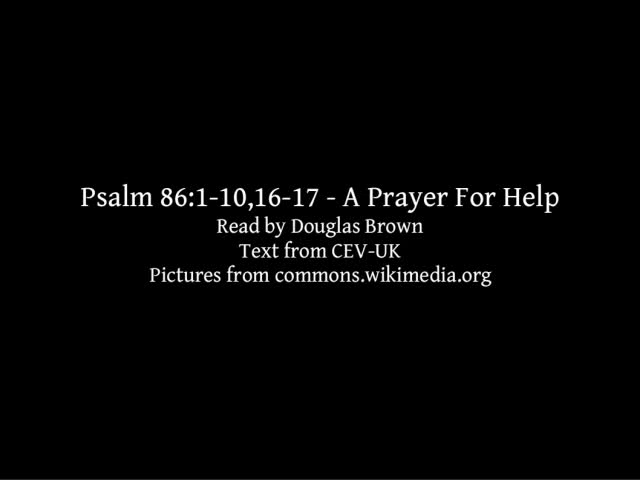 Psalm 86:1-10,16-17 - A Prayer For Help
Read by Douglas Brown
Text from CEV-UK
Pictures from commons.wikimedia.org